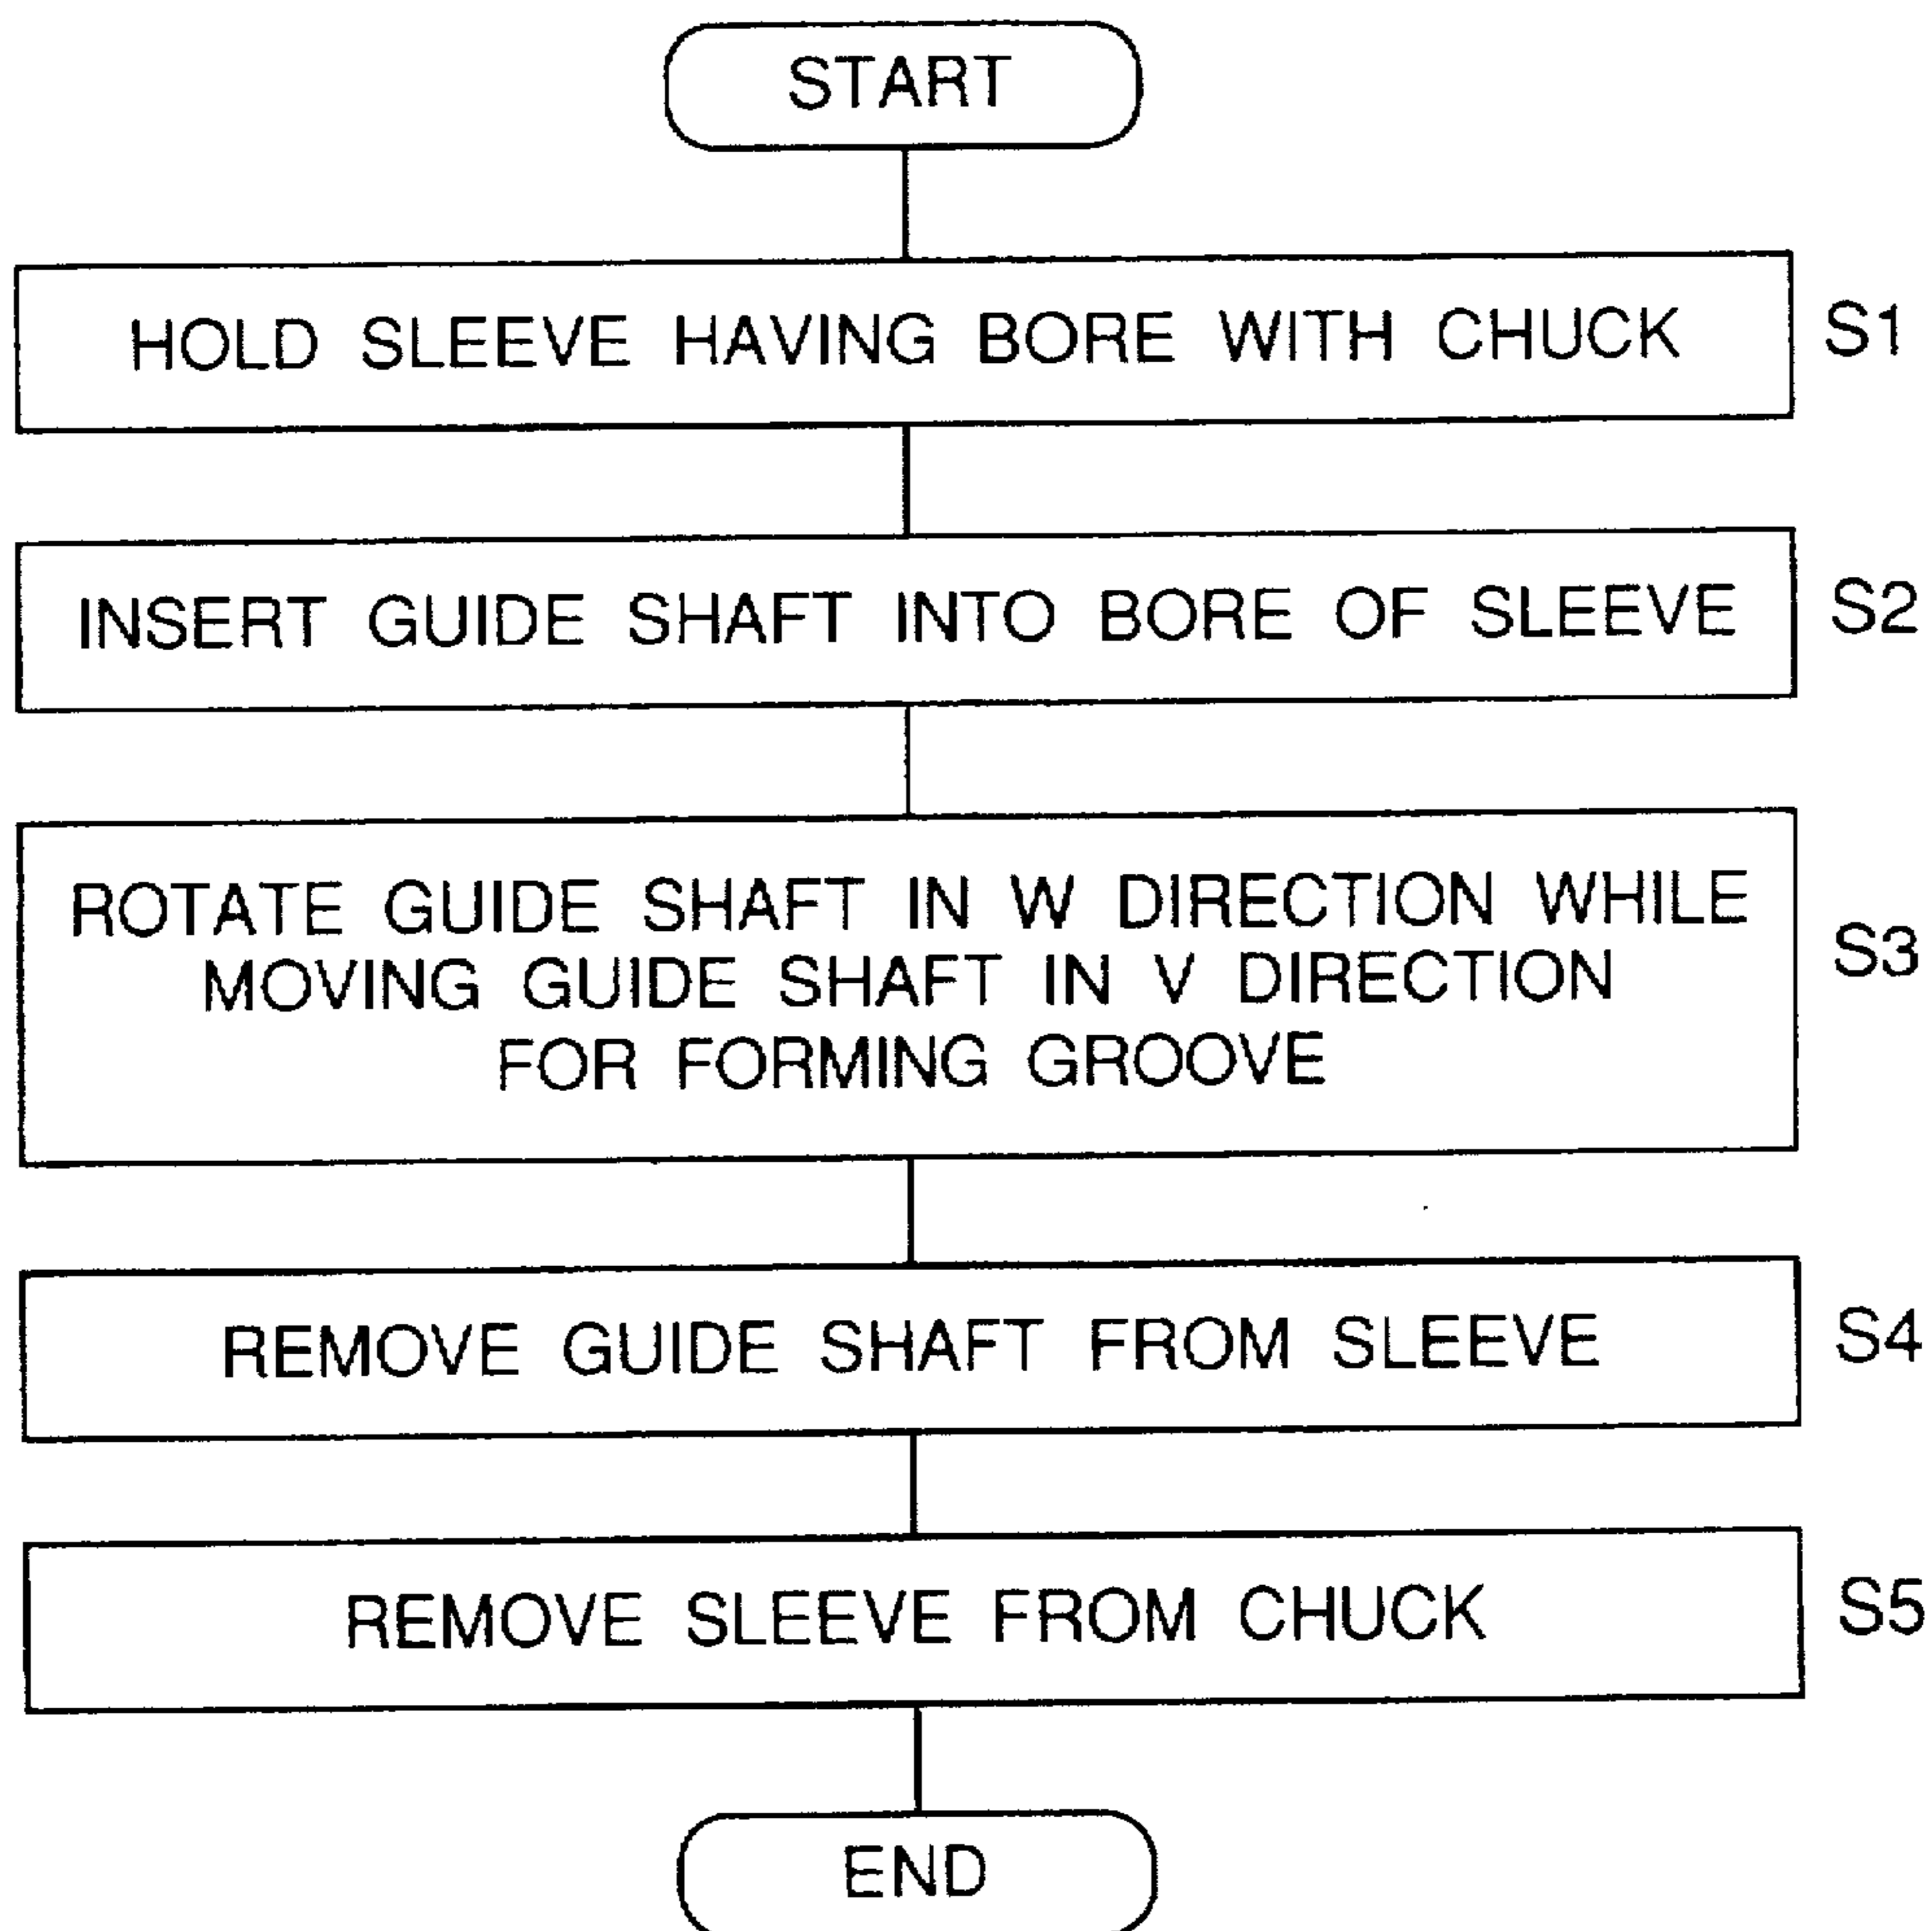 START
HOLD SLEEVE HAVING BORE WITH CHUCK S1
INSERT GUIDE SHAFT INTO BORE OF SLEEVE S2
ROTATE GUIDE SHAFT IN W DIRECTION WHILE
MOVING GUIDE SHAFT IN V DIRECTION S3
FOR FORMING GROOVE
REMOVE GUIDE SHAFT FROM SLEEVE S4
REMOVE SLEEVE FROM CHUCK S5
END